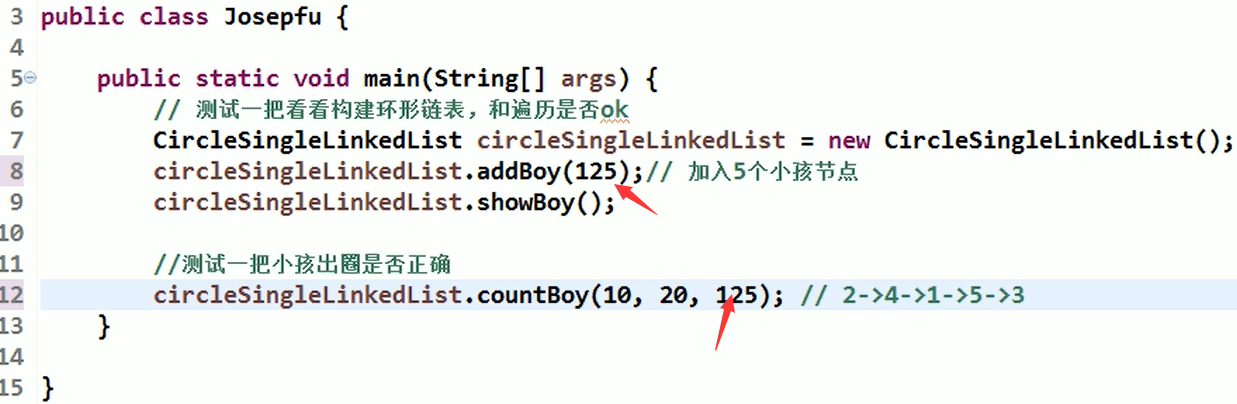 3 public class Josepfu {
4
5 public static void main(String[] args) {
6 // 测试一把看看构建环形链表，和遍历是否ok
7 CircleSingleLinkedList circleSingleLinkedList = new CircleSingleLinkedList();
8 circleSingleLinkedList.addBoy(125);// 加入5个小孩节点
9 circleSingleLinkedList.showBoy();
10
11 //测试一把小孩出圈是否正确
12 circleSingleLinkedList.countBoy(10, 20, 125); // 2->4->1->5->3
13 }
14
15 }